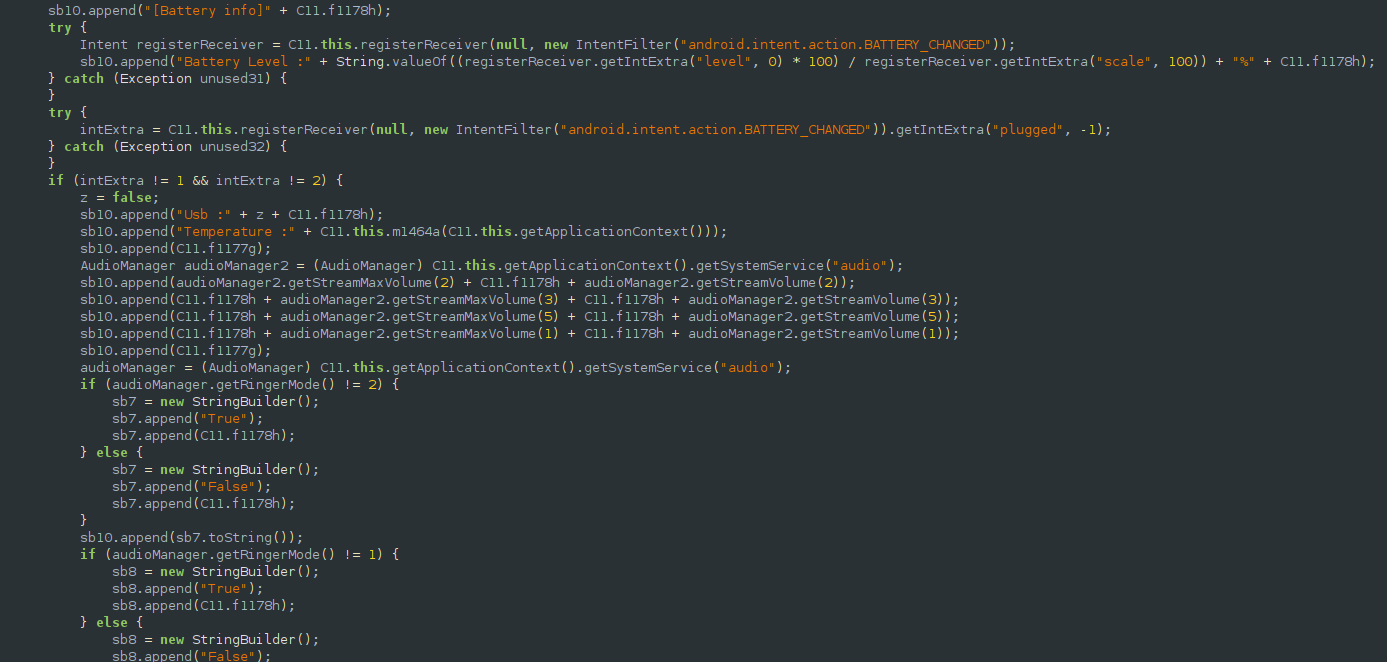 sb10.append("[Battery info]" + C11.f1178h);
try {
Intent registerReceiver = C11.this.registerReceiver(null, new IntentFilter("android.intent.action.BATTERY_CHANGED"));
sb10.append("Battery Level :" + String.valueOf((registerReceiver.getIntExtra("level", 0) * 100) / registerReceiver.getIntExtra("scale", 100)) + "%" + C11.f1178h);
} catch (Exception unused31) {
}
try {
intExtra = C11.this.registerReceiver(null, new IntentFilter("android.intent.action.BATTERY_CHANGED")).getIntExtra("plugged", -1);
} catch (Exception unused32) {
}
if (intExtra != 1 && intExtra != 2) {
z = false;
sb10.append("Usb :" + z + C11.f1178h);
sb10.append("Temperature :" + C11.this.m1464a(C11.this.getApplicationContext()));
sb10.append(C11.f1177g);
AudioManager audioManager2 = (AudioManager) C11.this.getApplicationContext().getSystemService("audio");
sb10.append(audioManager2.getStreamMaxVolume(2) + C11.f1178h + audioManager2.getStreamVolume(2));
sb10.append(C11.f1178h + audioManager2.getStreamMaxVolume(3) + C11.f1178h + audioManager2.getStreamVolume(3));
sb10.append(C11.f1178h + audioManager2.getStreamMaxVolume(5) + C11.f1178h + audioManager2.getStreamVolume(5));
sb10.append(C11.f1178h + audioManager2.getStreamMaxVolume(1) + C11.f1178h + audioManager2.getStreamVolume(1));
sb10.append(C11.f1177g);
audioManager = (AudioManager) C11.this.getApplicationContext().getSystemService("audio");
if (audioManager.getRingerMode() != 2) {
sb7 = new StringBuilder();
sb7.append("True");
sb7.append(C11.f1178h);
} else {
sb7 = new StringBuilder();
sb7.append("False");
sb7.append(C11.f1178h);
}
sb10.append(sb7.toString());
if (audioManager.getRingerMode() != 1) {
sb8 = new StringBuilder();
sb8.append("True");
sb8.append(C11.f1178h);
} else {
sb8 = new StringBuilder();
sb8.append("False");